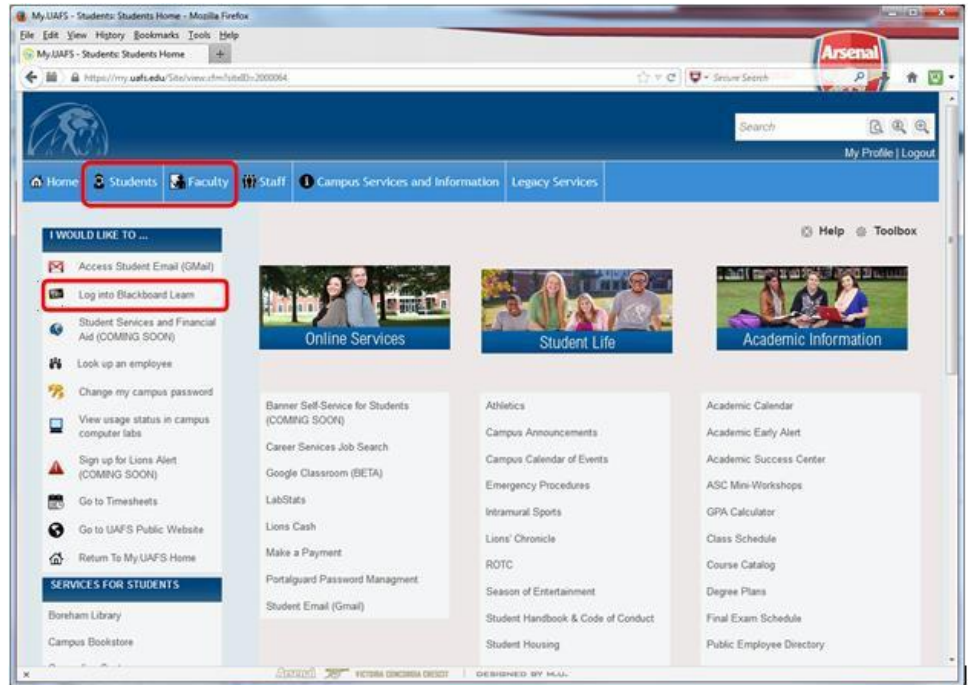 My.UAFS - Students: Students Home - Mozilla Firefox
File Edit View History Bookmarks Tools Help
My.UAFS - Students: Students Home +
Arsenal
https://my.uafs.edu/Site/view.cfm?siteID=2000064
Secure Search
Search
My Profile | Logout
Home Students Faculty Staff Campus Services and Information Legacy Services
Help Toolbox
I WOULD LIKE TO ...
Access Student Email (GMail)
Log into Blackboard Learn
Student Services and Financial
Aid (COMING SOON)
Look up an employee
Change my campus password
View usage status in campus
computer labs
Sign up for Lions Alert
(COMING SOON)
Go to Timesheets
Go to UAFS Public Website
Return To My.UAFS Home
SERVICES FOR STUDENTS
Boreham Library
Campus Bookstore
Online Services
Banner Self-Service for Students
(COMING SOON)
Career Services Job Search
Google Classroom (BETA)
LabStats
Lions Cash
Make a Payment
Portalguard Password Managment
Student Email (Gmail)
Student Life
Athletics
Campus Announcements
Campus Calendar of Events
Emergency Procedures
Intramural Sports
Lions' Chronicle
ROTC
Season of Entertainment
Student Handbook & Code of Conduct
Student Housing
Academic Information
Academic Calendar
Academic Early Alert
Academic Success Center
ASC Mini-Workshops
GPA Calculator
Class Schedule
Course Catalog
Degree Plans
Final Exam Schedule
Public Employee Directory
Arsenal VICTORIA CONCORDIA CRESCIT | DESIGNED BY M.U.